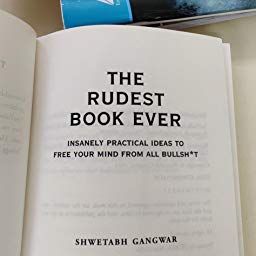 THE
RUDEST
BOOK EVER
INSANELY PRACTICAL IDEAS TO
FREE YOUR MIND FROM ALL BULLSH*T
SHWETABH GANGWAR